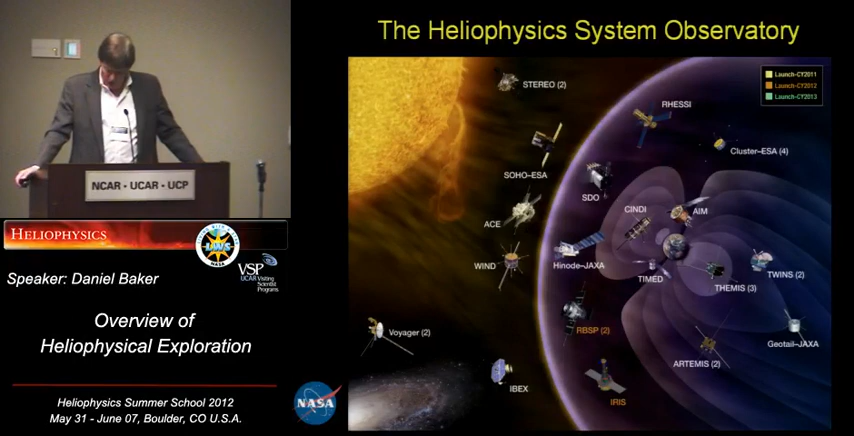 NCAR - UCAR - UCP
HELIOPHYSICS
LWS
NASA
VSP
UCAR Visiting
Scientist
Programs
Speaker: Daniel Baker
Overview of
Heliophysical Exploration
Heliophysics Summer School 2012
May 31 - June 07, Boulder, CO U.S.A.
NASA
The Heliophysics System Observatory
Launch-CY2011
Launch-CY2012
Launch-CY2013
STEREO (2)
RHESSI
Cluster–ESA (4)
SOHO–ESA
SDO
CINDI
AIM
ACE
WIND
Hinode–JAXA
TIMED
TWINS (2)
THEMIS (3)
Voyager (2)
RBSP (2)
Geotail–JAXA
ARTEMIS (2)
IBEX
IRIS